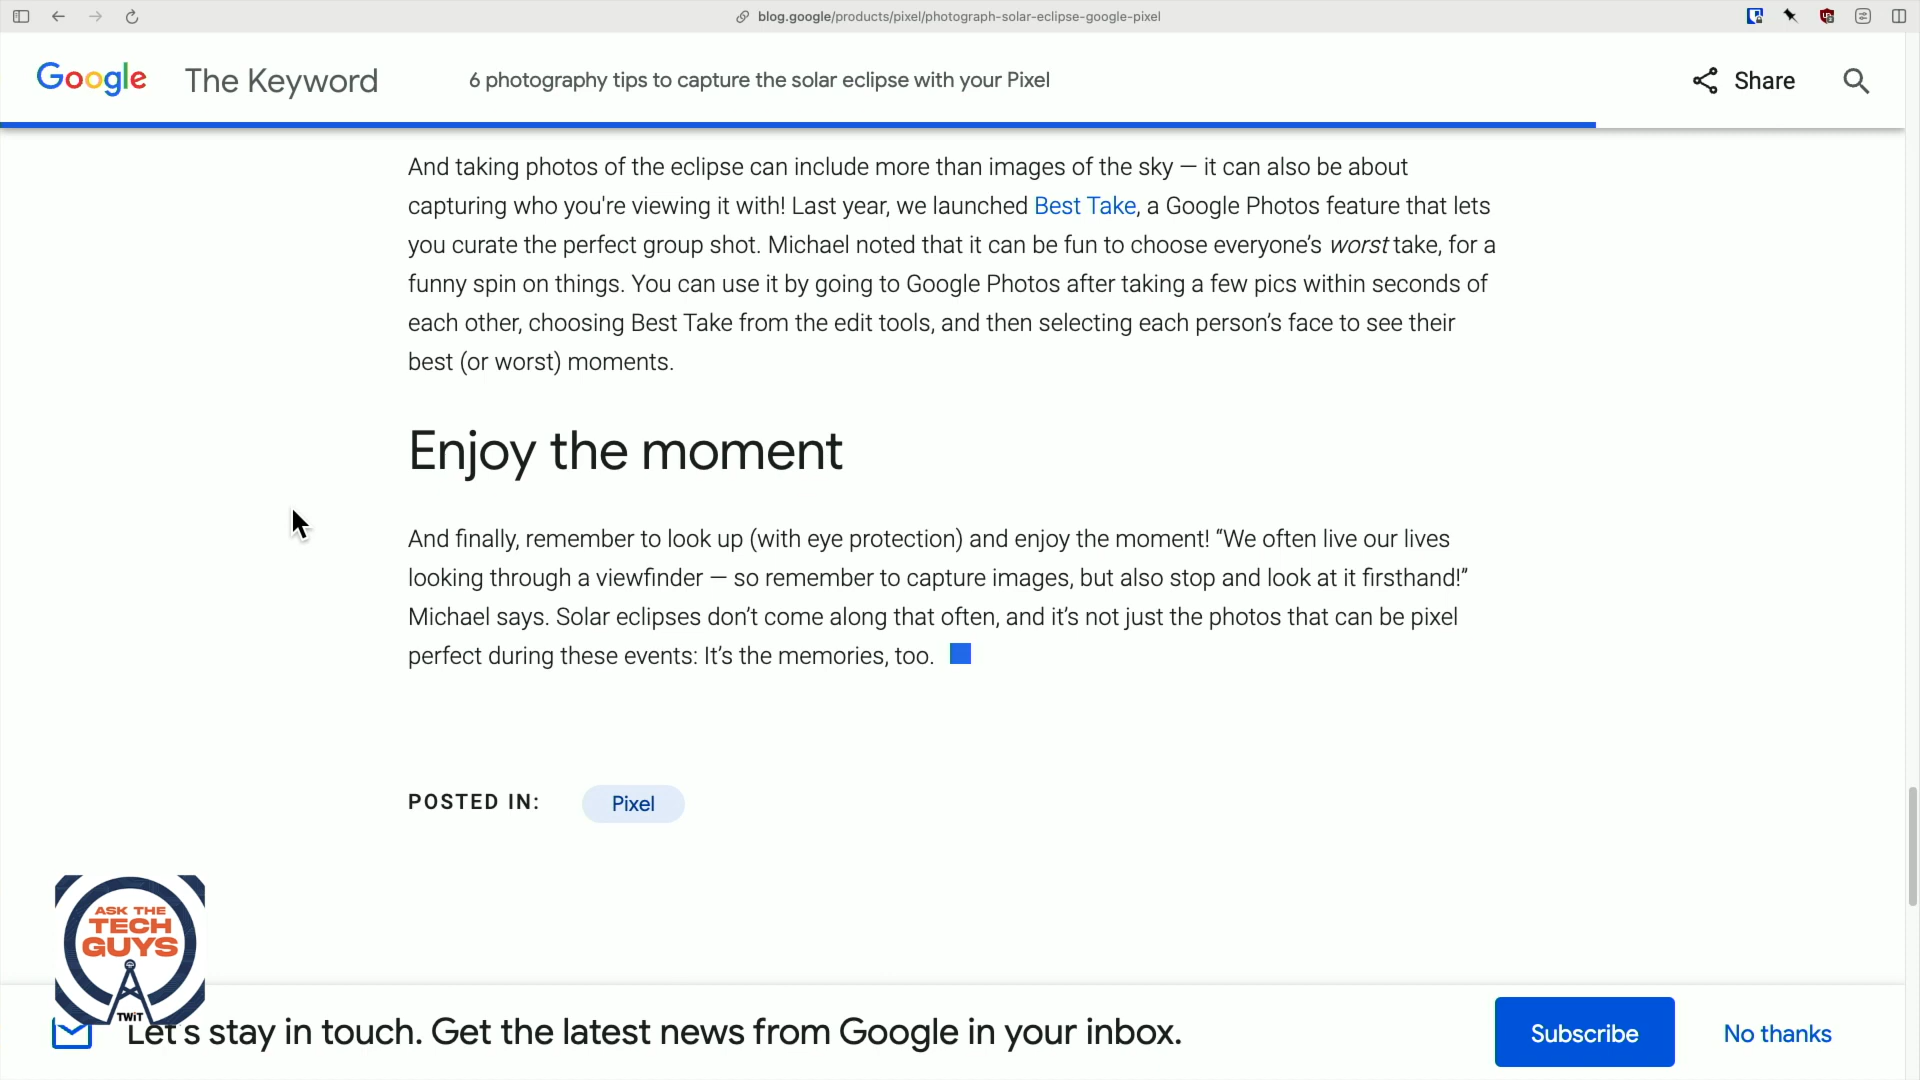 blog.google/products/pixel/photograph-solar-eclipse-google-pixel
Google The Keyword
6 photography tips to capture the solar eclipse with your Pixel
Share
And taking photos of the eclipse can include more than images of the sky — it can also be about
capturing who you're viewing it with! Last year, we launched Best Take, a Google Photos feature that lets
you curate the perfect group shot. Michael noted that it can be fun to choose everyone’s worst take, for a
funny spin on things. You can use it by going to Google Photos after taking a few pics within seconds of
each other, choosing Best Take from the edit tools, and then selecting each person’s face to see their
best (or worst) moments.
Enjoy the moment
And finally, remember to look up (with eye protection) and enjoy the moment! “We often live our lives
looking through a viewfinder — so remember to capture images, but also stop and look at it firsthand!”
Michael says. Solar eclipses don’t come along that often, and it’s not just the photos that can be pixel
perfect during these events: It’s the memories, too.
POSTED IN:
Pixel
ASK THE
TECH
GUYS
TWiT
Let's stay in touch. Get the latest news from Google in your inbox.
Subscribe
No thanks